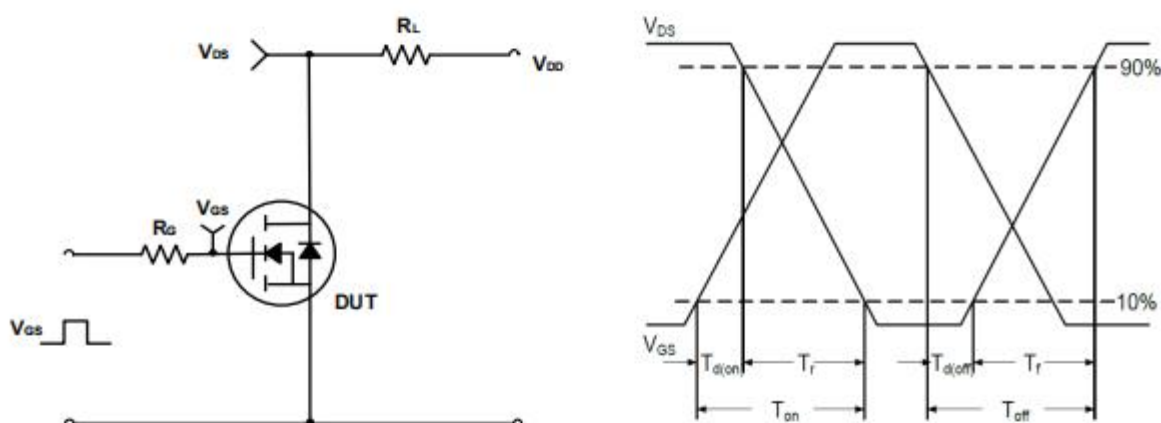 RL
VDS
VDD
VGS
RG
DUT
VGS
VDS
90%
10%
VGS
Td(on)
Tr
Td(off)
Tf
Ton
Toff